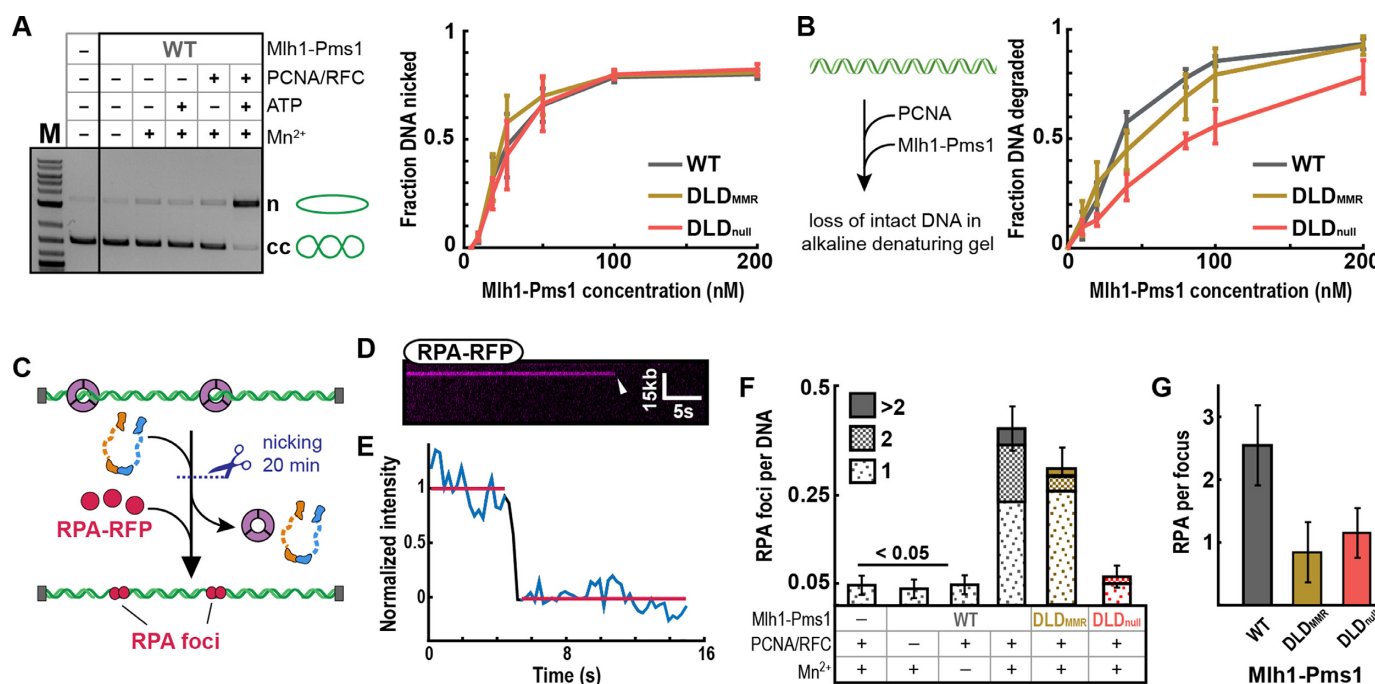 A
WT
Mlh1-Pms1
PCNA/RFC
ATP
Mn²⁺
– – – – – + +
– – – + – +
– – + + + +
M
n
cc
Fraction DNA nicked
1
0.5
0
0 100 200
Mlh1-Pms1 concentration (nM)
WT
DLDMMR
DLDnull
B
PCNA
Mlh1-Pms1
loss of intact DNA in
alkaline denaturing gel
Fraction DNA degraded
1
0.5
0
0 100 200
Mlh1-Pms1 concentration (nM)
WT
DLDMMR
DLDnull
C
nicking
20 min
RPA-RFP
RPA foci
D
RPA-RFP
15kb
5s
E
Normalized intensity
1
0
0 8 16
Time (s)
F
RPA foci per DNA
0.5
0.25
0.05
>2
2
1
< 0.05
Mlh1-Pms1 – WT DLDMMR DLDnull
PCNA/RFC + – + + + +
Mn²⁺ + + – + + +
G
RPA per focus
3
2
1
WT DLDMMR DLDnull
Mlh1-Pms1